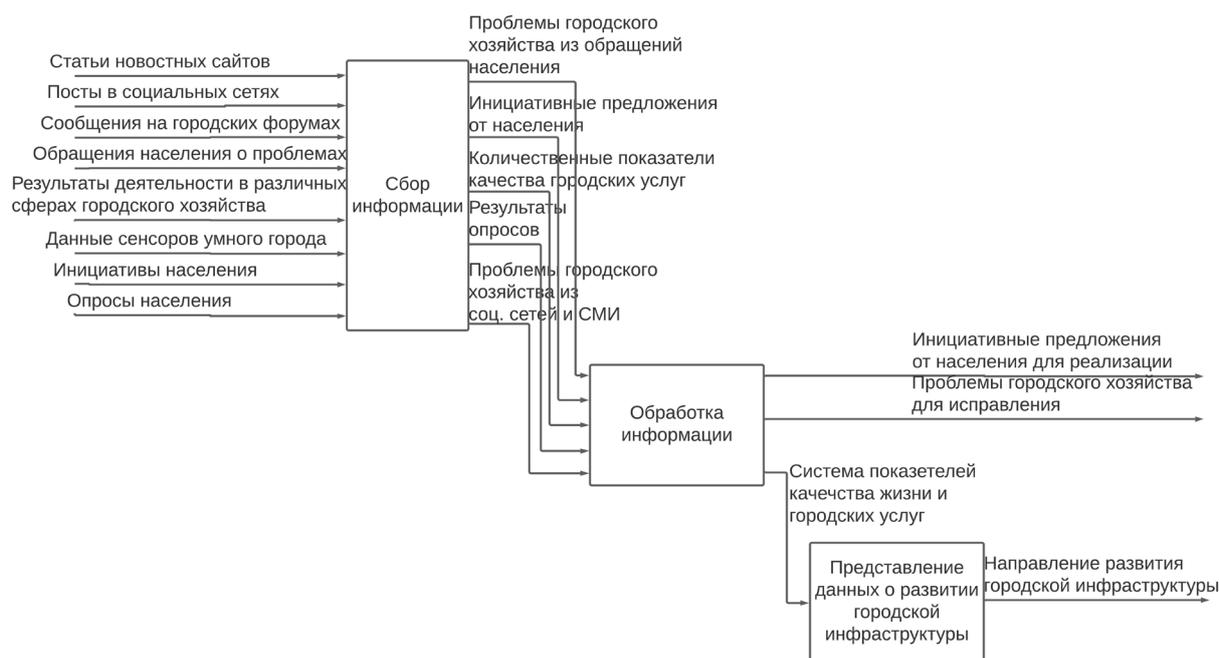 Статьи новостных сайтов
Посты в социальных сетях
Сообщения на городских форумах
Обращения населения о проблемах
Результаты деятельности в различных
сферах городского хозяйства
Данные сенсоров умного города
Инициативы населения
Опросы населения
Сбор
информации
Проблемы городского
хозяйства из обращений
населения
Инициативные предложения
от населения
Количественные показатели
качества городских услуг
Результаты
опросов
Проблемы городского
хозяйства из
соц. сетей и СМИ
Обработка
информации
Инициативные предложения
от населения для реализации
Проблемы городского хозяйства
для исправления
Система показетелей
качечства жизни и
городских услуг
Представление
данных о развитии
городской
инфраструктуры
Направление развития
городской инфраструктуры